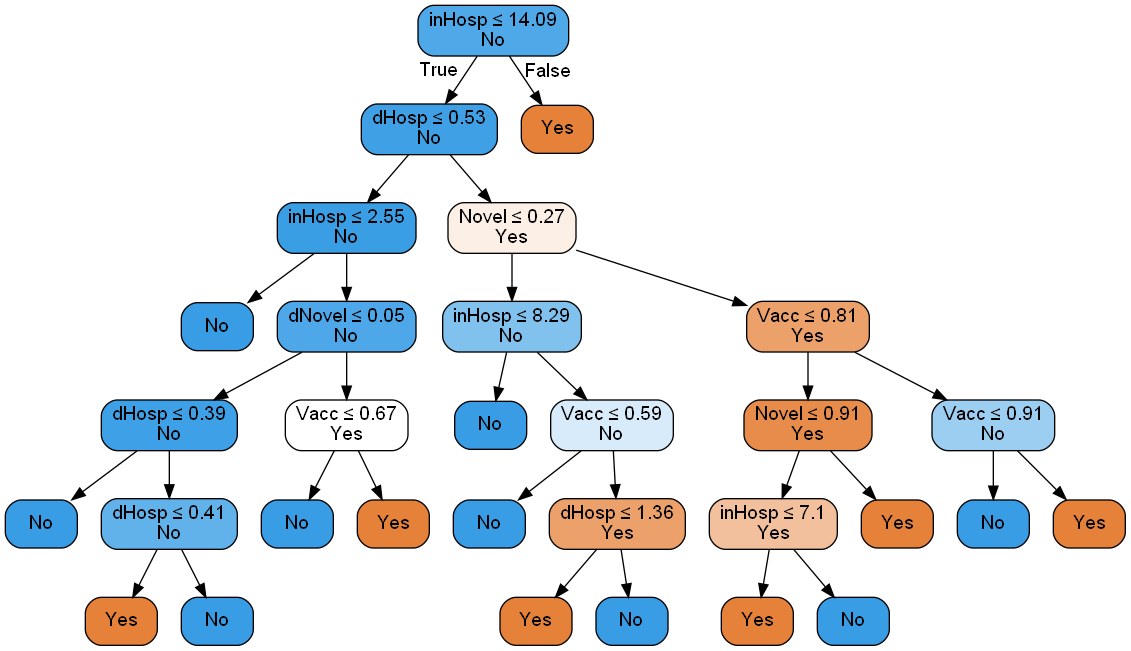 inHosp ≤ 14.09
No
True
False
dHosp ≤ 0.53
No
Yes
inHosp ≤ 2.55
No
Novel ≤ 0.27
Yes
No
dNovel ≤ 0.05
No
inHosp ≤ 8.29
No
Vacc ≤ 0.81
Yes
dHosp ≤ 0.39
No
Vacc ≤ 0.67
Yes
No
Vacc ≤ 0.59
No
Novel ≤ 0.91
Yes
Vacc ≤ 0.91
No
No
dHosp ≤ 0.41
No
No
Yes
No
dHosp ≤ 1.36
Yes
inHosp ≤ 7.1
Yes
Yes
No
Yes
Yes
No
Yes
No
Yes
No